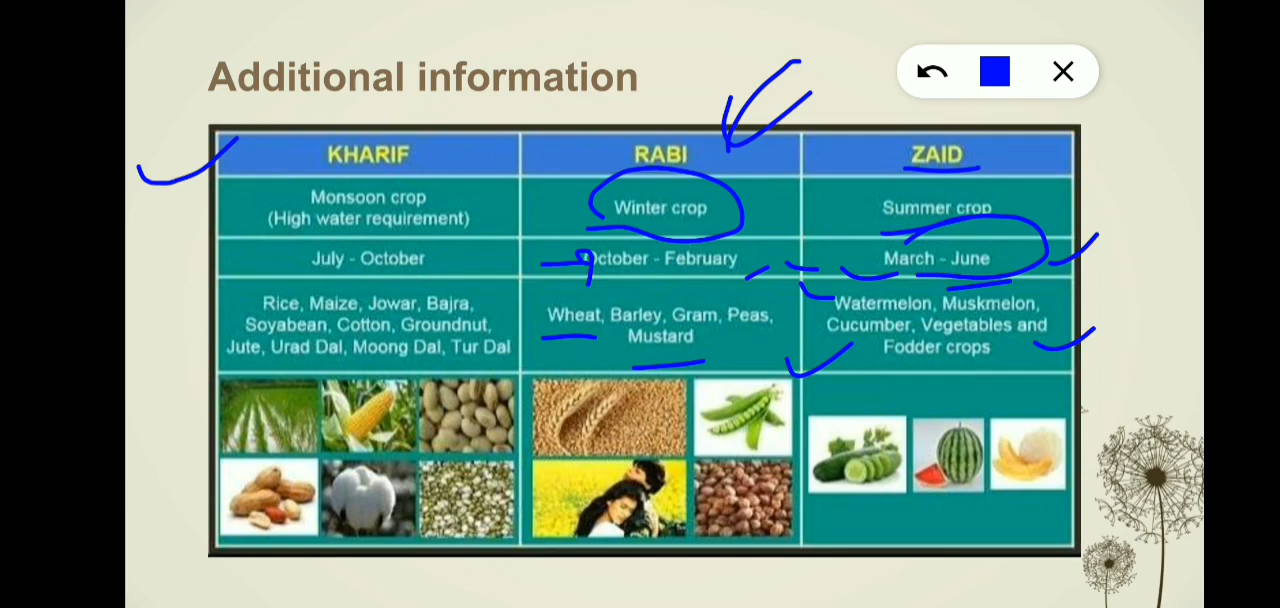 Additional information
KHARIF
RABI
ZAID
Monsoon crop
(High water requirement)
Winter crop
Summer crop
July - October
October - February
March - June
Rice, Maize, Jowar, Bajra,
Soyabean, Cotton, Groundnut,
Jute, Urad Dal, Moong Dal, Tur Dal
Wheat, Barley, Gram, Peas,
Mustard
Watermelon, Muskmelon,
Cucumber, Vegetables and
Fodder crops